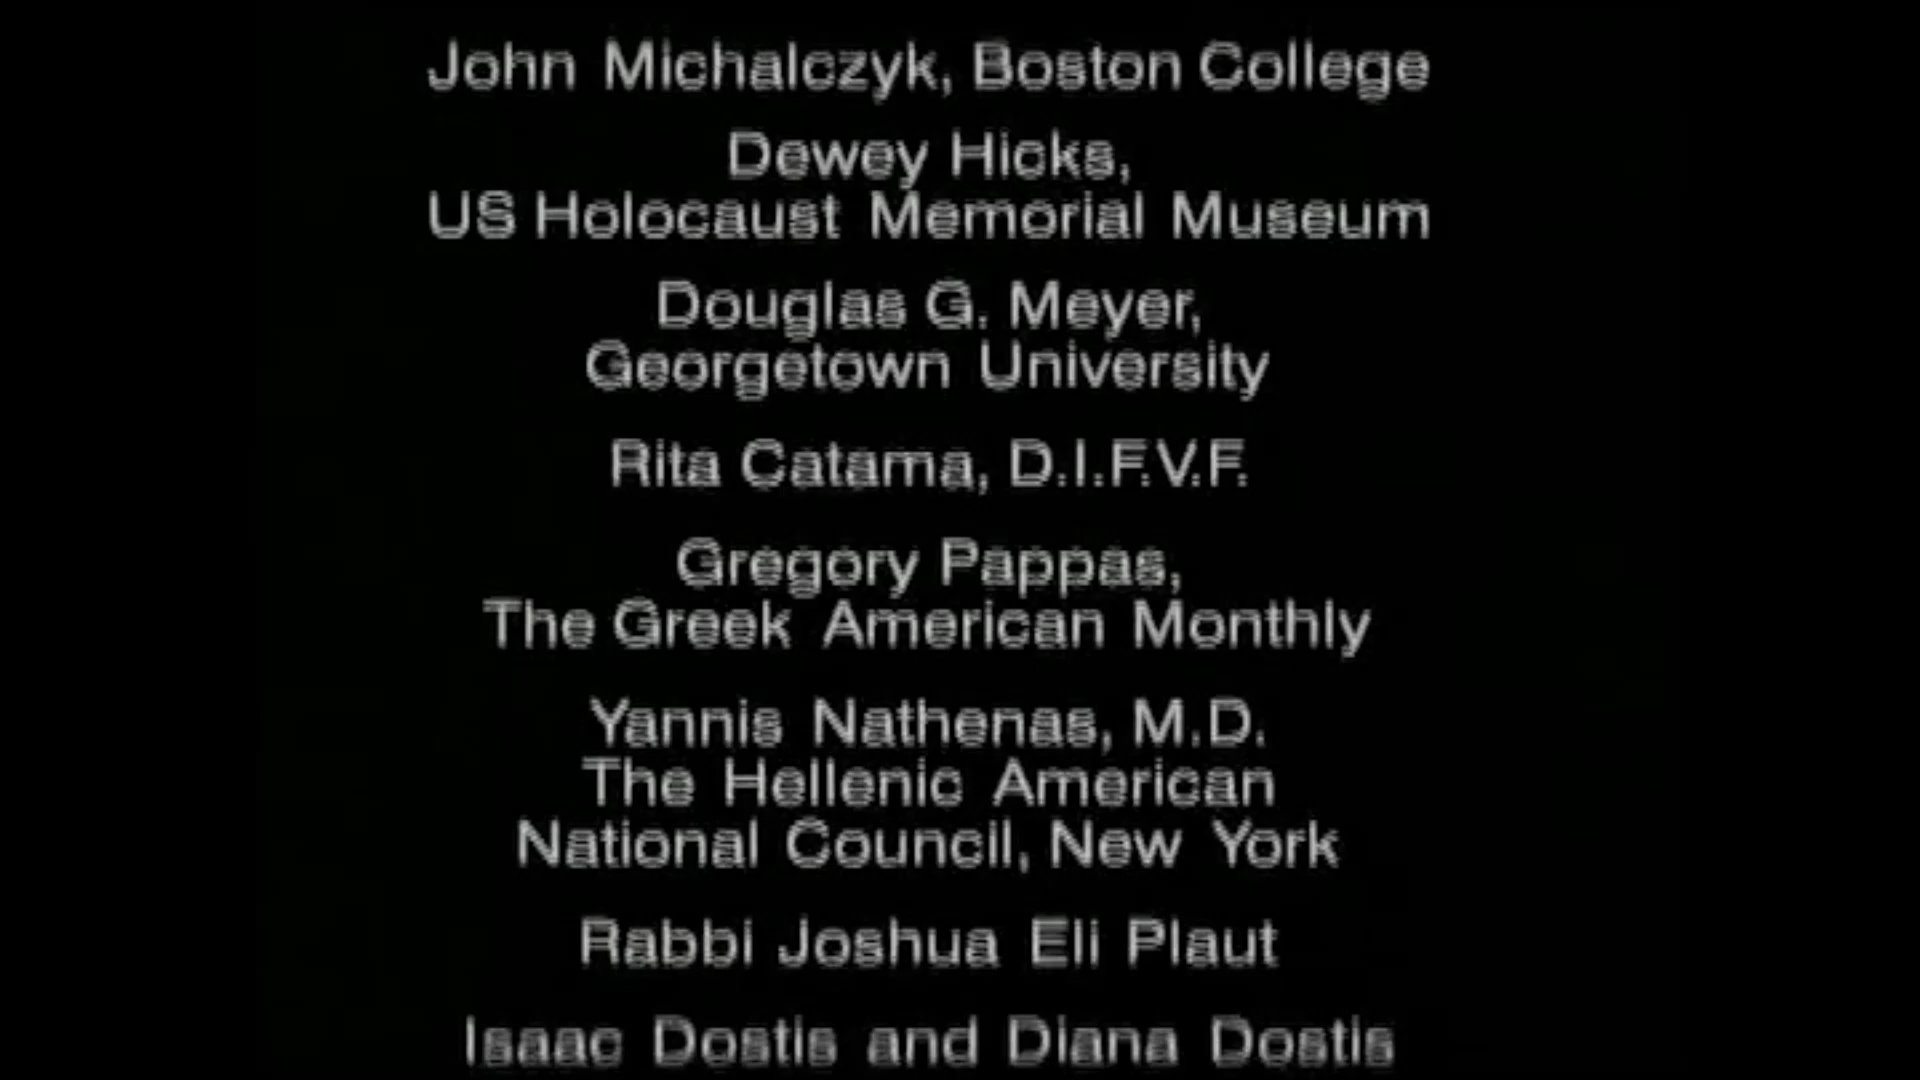 John Michalczyk, Boston College
Dewey Hicks,
US Holocaust Memorial Museum
Douglas G. Meyer,
Georgetown University
Rita Catama, D.I.F.V.F.
Gregory Pappas,
The Greek American Monthly
Yannis Nathenas, M.D.
The Hellenic American
National Council, New York
Rabbi Joshua Eli Plaut
Isaac Dostis and Diana Dostis